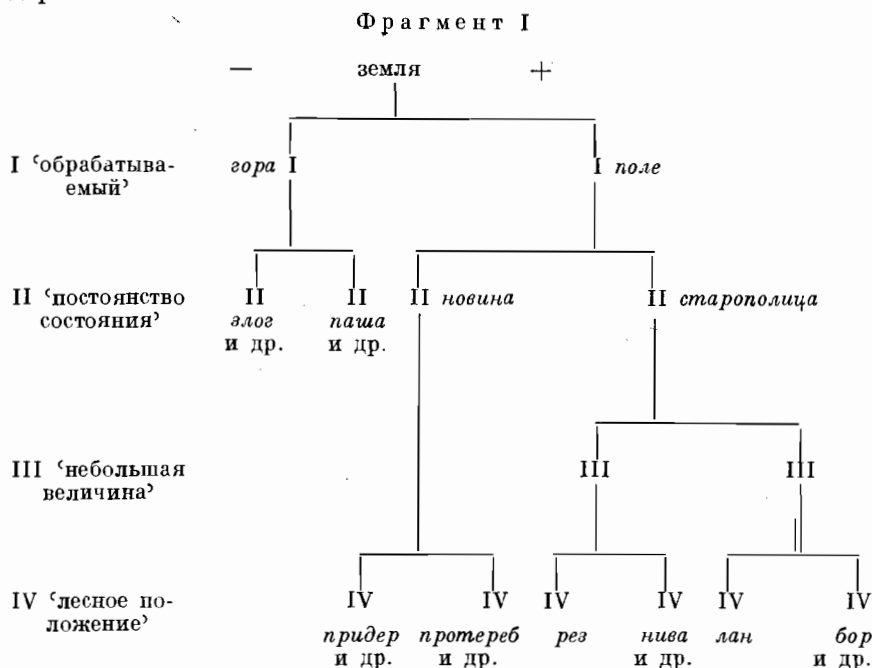 Фрагмент I
— земля +
I ‘обрабатыва-
емый’
гора I I поле
II ‘постоянство
состояния’
II II II новина II старополица
злог паша
и др. и др.
III ‘небольшая
величина’
III III
IV ‘лесное по-
ложение’
IV IV IV IV IV IV
придер протереб рез нива лан бор
и др. и др. и др. и др.